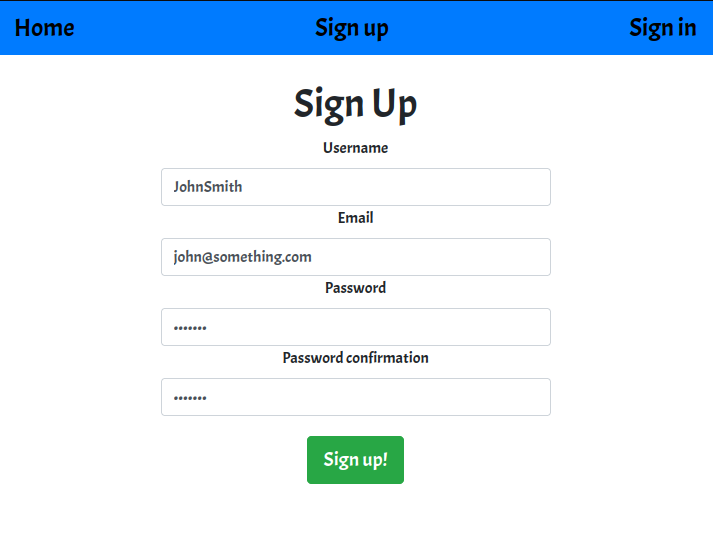 Home Sign up Sign in
Sign Up
Username
JohnSmith
Email
john@something.com
Password
•••••••
Password confirmation
•••••••
Sign up!